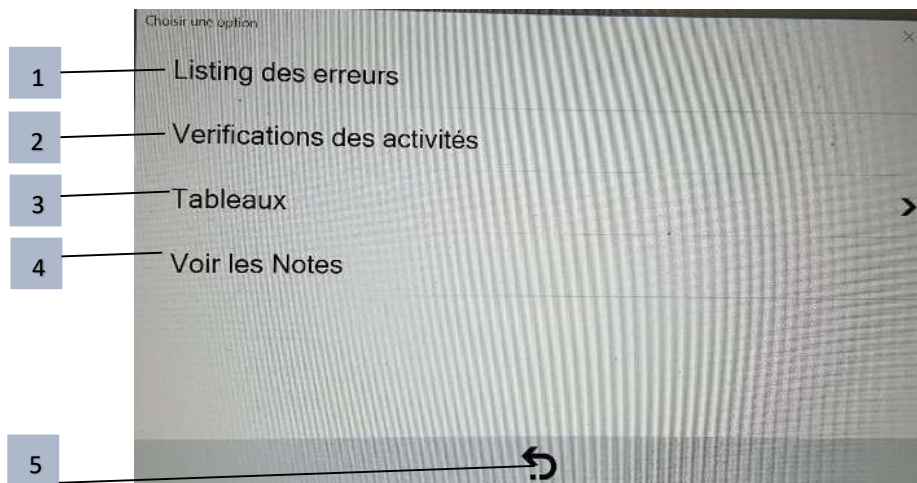 Choisir une option
1 Listing des erreurs
2 Verifications des activités
3 Tableaux
4 Voir les Notes
5